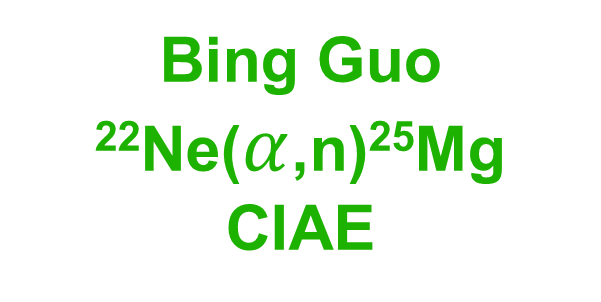 Bing Guo
²²Ne(α,n)²⁵Mg
CIAE